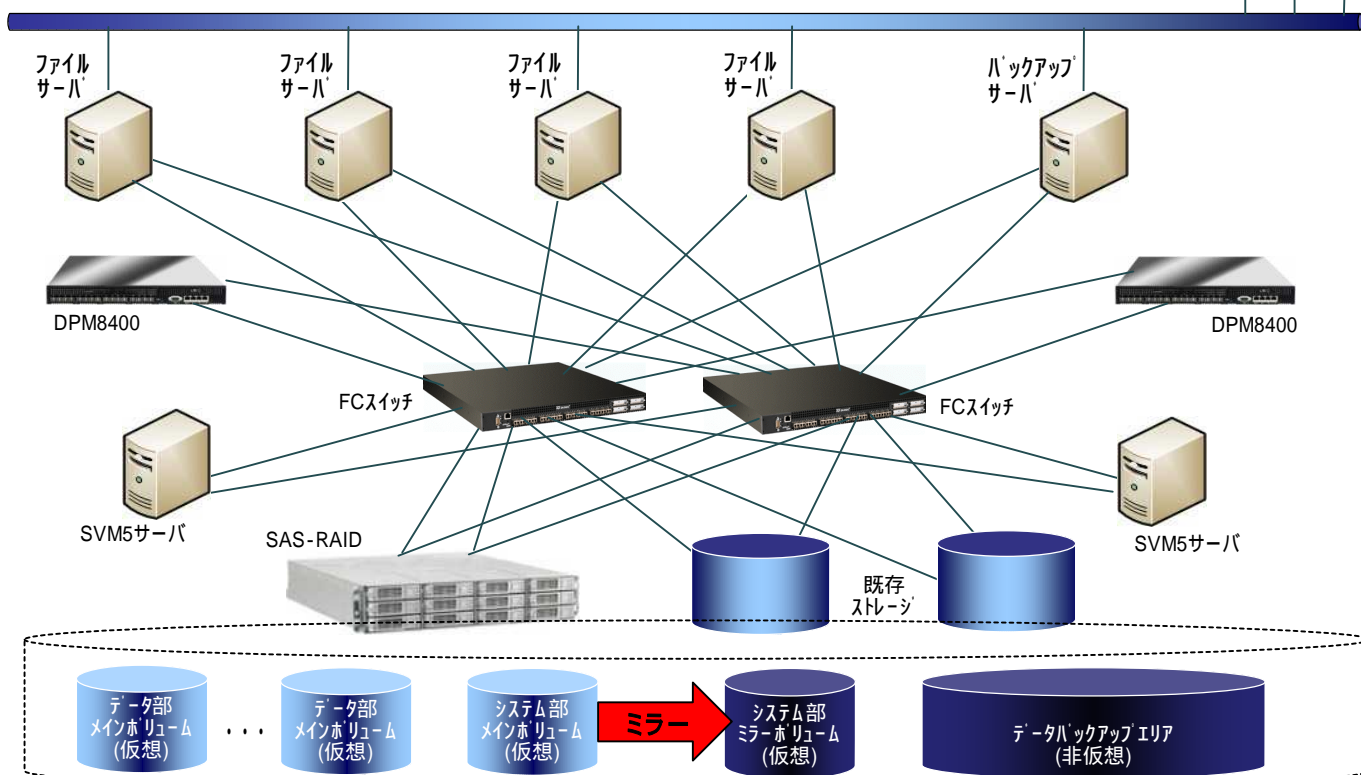 ファイル
サーバ
ファイル
サーバ
ファイル
サーバ
ファイル
サーバ
バックアップ
サーバ
DPM8400
DPM8400
FCスイッチ
FCスイッチ
SVM5サーバ
SAS-RAID
SVM5サーバ
既存
ストレージ
データ部
メインボリューム
(仮想)
・・・
データ部
メインボリューム
(仮想)
システム部
メインボリューム
(仮想)
ミラー
システム部
ミラーボリューム
(仮想)
データバックアップエリア
(非仮想)